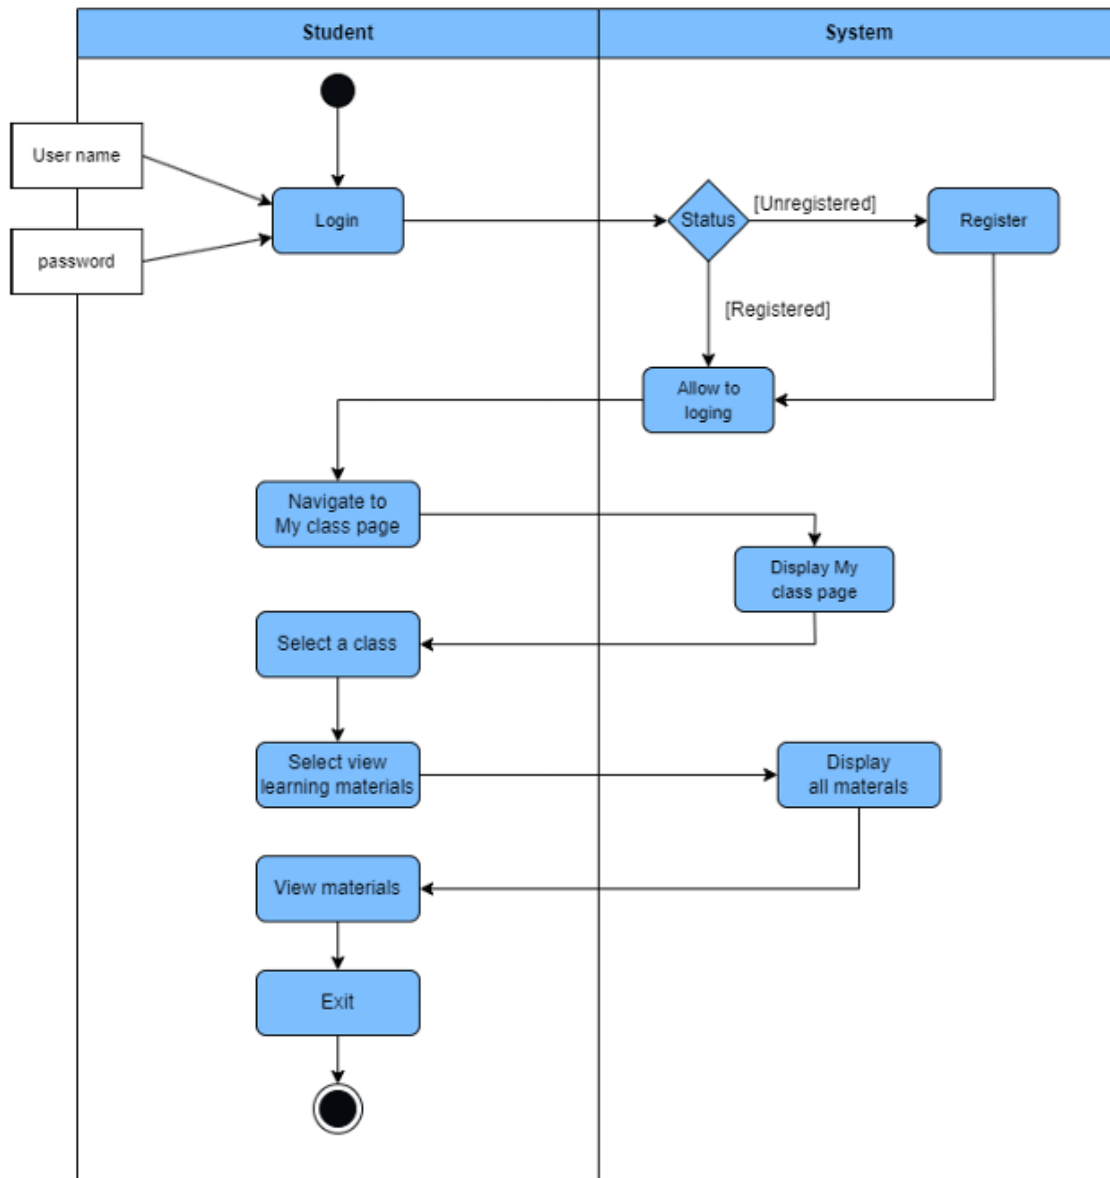 Student
System
User name
Login
Status
[Unregistered]
Register
password
[Registered]
Allow to
loging
Navigate to
My class page
Display My
class page
Select a class
Select view
learning materials
Display
all materals
View materials
Exit